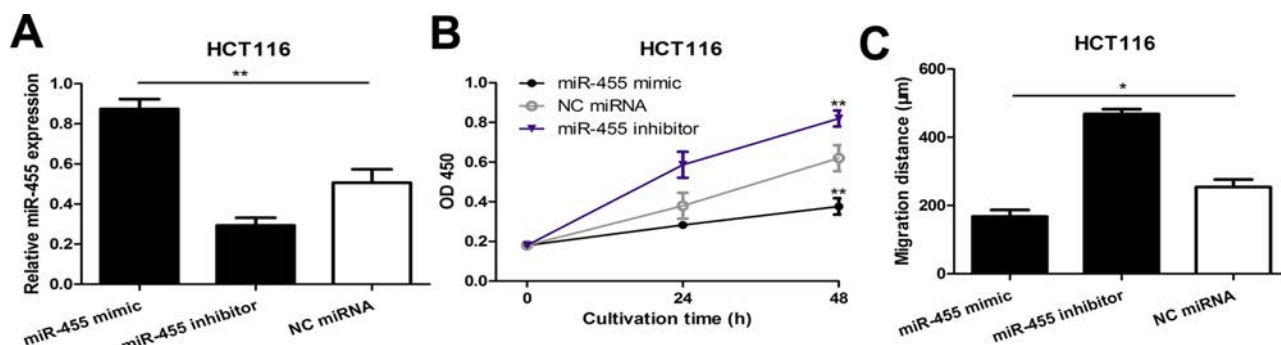 A
HCT116
**
Relative miR-455 expression
1.0
0.8
0.6
0.4
0.2
0.0
miR-455 mimic
miR-455 inhibitor
NC miRNA
B
HCT116
miR-455 mimic
NC miRNA
miR-455 inhibitor
**
**
OD 450
1.0
0.8
0.6
0.4
0.2
0.0
0
24
48
Cultivation time (h)
C
HCT116
*
Migration distance (μm)
600
400
200
0
miR-455 mimic
miR-455 inhibitor
NC miRNA